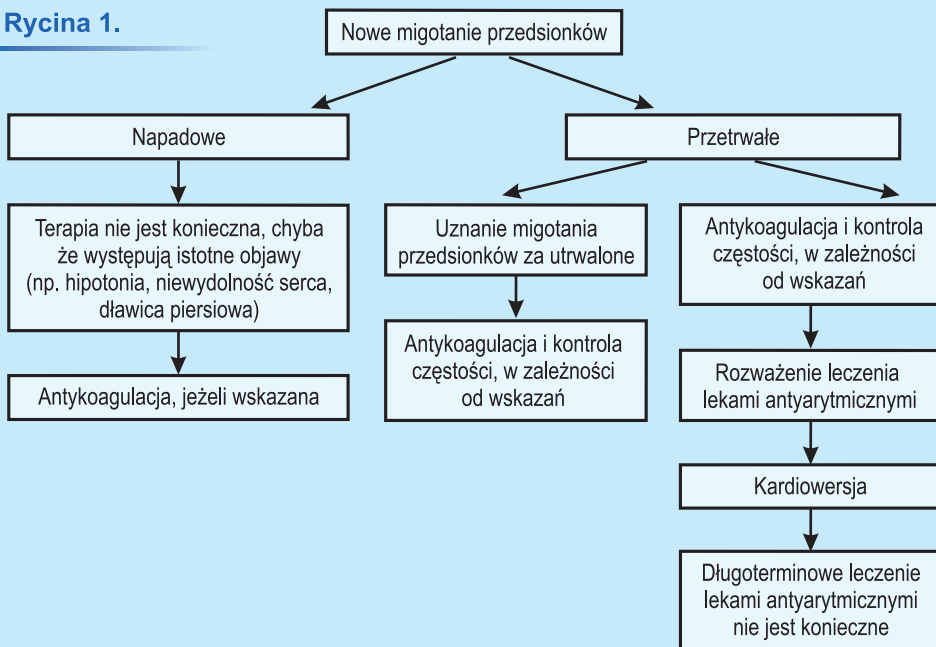 Rycina 1.
Nowe migotanie przedsionków
Napadowe
Przetrwałe
Terapia nie jest konieczna, chyba
że występują istotne objawy
(np. hipotonia, niewydolność serca,
dławica piersiowa)
Antykoagulacja, jeżeli wskazana
Uznanie migotania
przedsionków za utrwalone
Antykoagulacja i kontrola
częstości, w zależności
od wskazań
Antykoagulacja i kontrola
częstości, w zależności
od wskazań
Rozważenie leczenia
lekami antyarytmicznymi
Kardiowersja
Długoterminowe leczenie
lekami antyarytmicznymi
nie jest konieczne